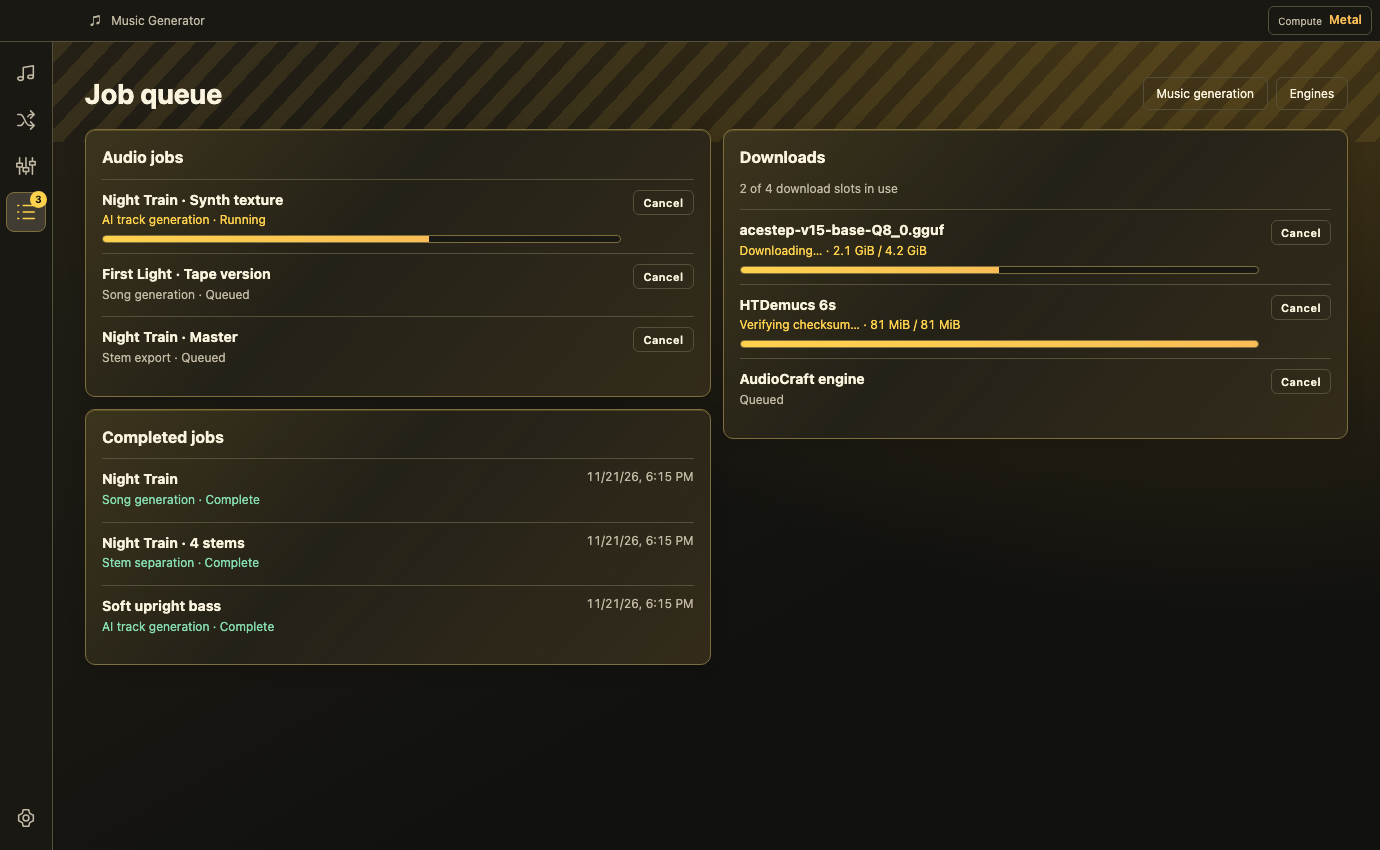 Music Generator
Compute Metal
3
Job queue
Music generation
Engines
Audio jobs
Night Train · Synth texture
AI track generation · Running
Cancel
First Light · Tape version
Song generation · Queued
Cancel
Night Train · Master
Stem export · Queued
Cancel
Completed jobs
Night Train
11/21/26, 6:15 PM
Song generation · Complete
Night Train · 4 stems
11/21/26, 6:15 PM
Stem separation · Complete
Soft upright bass
11/21/26, 6:15 PM
AI track generation · Complete
Downloads
2 of 4 download slots in use
acestep-v15-base-Q8_0.gguf
Downloading… · 2.1 GiB / 4.2 GiB
Cancel
HTDemucs 6s
Verifying checksum… · 81 MiB / 81 MiB
Cancel
AudioCraft engine
Queued
Cancel